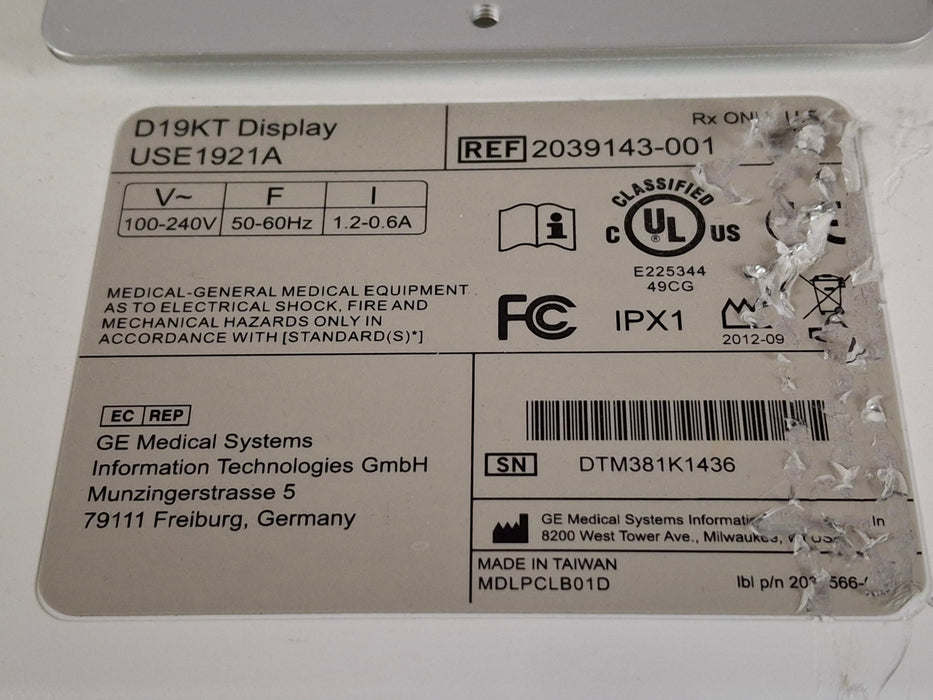 D19KT Display
USE1921A
Rx U.S
REF 2039143-001
V~ F I
100-240V 50-60Hz 1.2-0.6A
CLASSIFIED
C UL ® US
E225344
49CG
MEDICAL-GENERAL MEDICAL EQUIPMENT
AS TO ELECTRICAL SHOCK, FIRE AND
MECHANICAL HAZARDS ONLY IN
ACCORDANCE WITH [STANDARD(S)*]
FC
IPX1
2012-09
EC REP
GE Medical Systems
Information Technologies GmbH
Munzingerstrasse 5
79111 Freiburg, Germany
SN DTM381K1436
GE Medical Systems
8200 West Tower Ave., Milwaukee,
MADE IN TAIWAN
MDLPCLB01D
lbl p/n